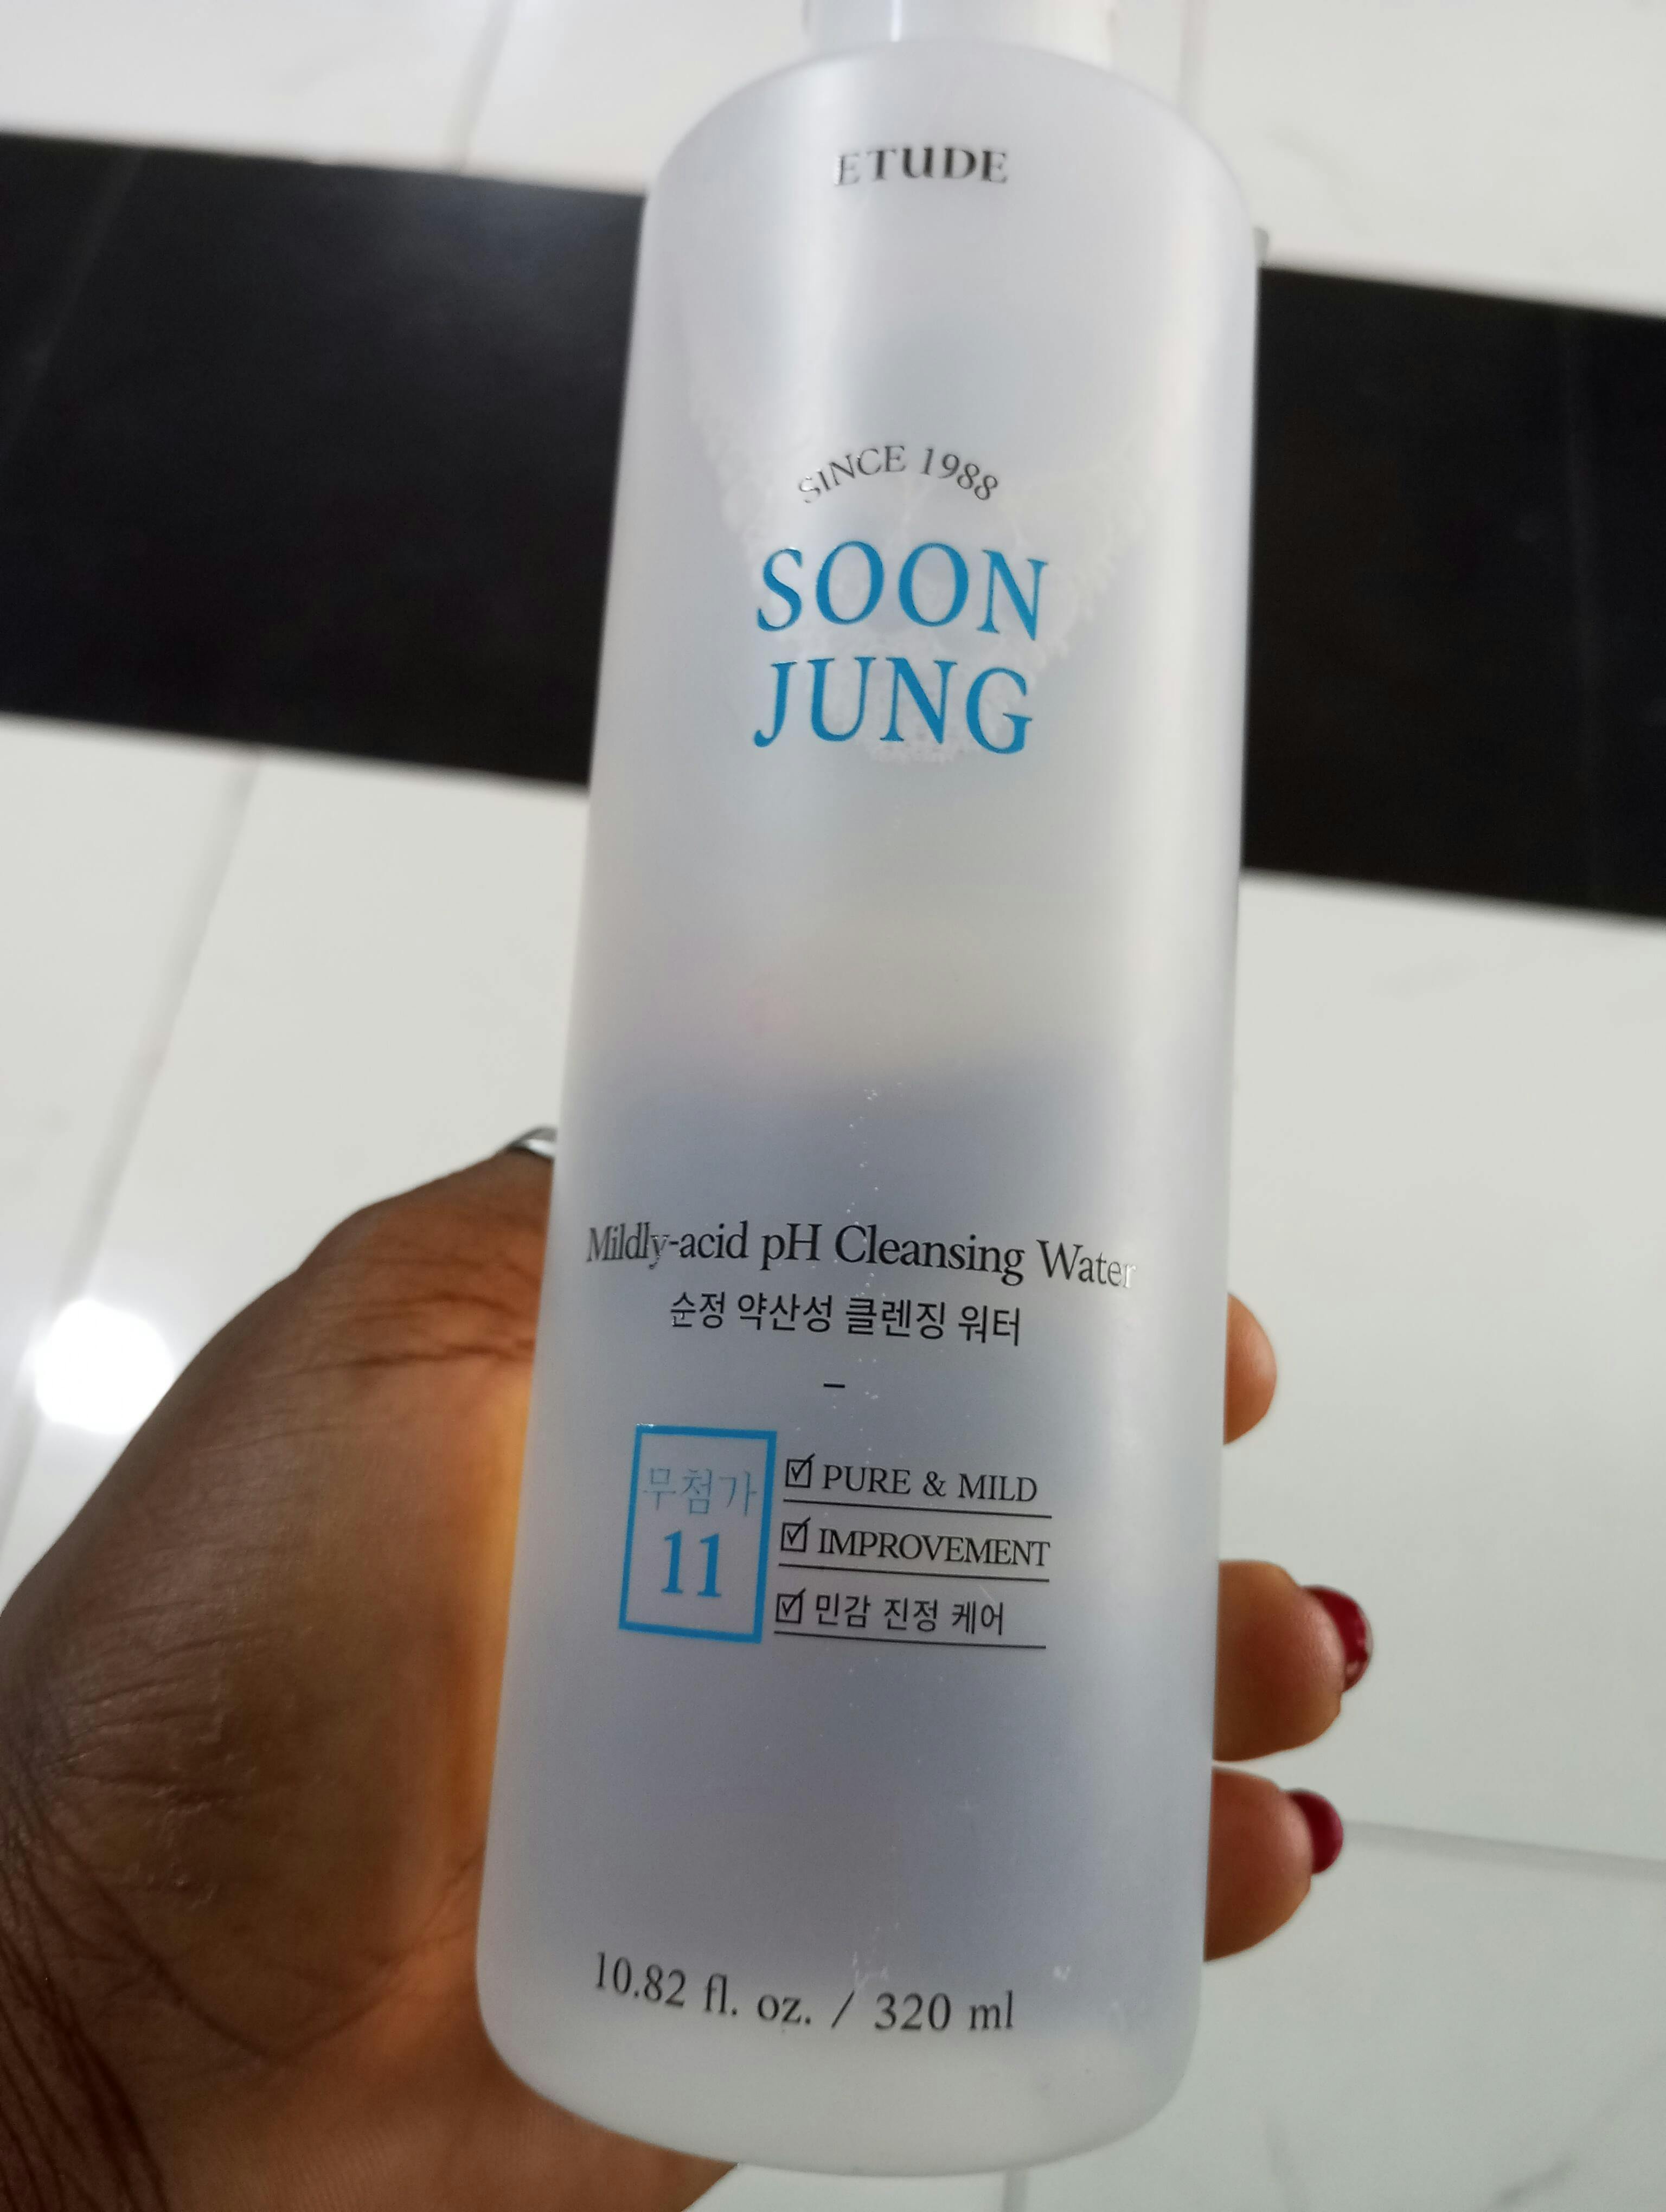 ETUDE
SINCE 1988
SOON
JUNG
Mildly-acid pH Cleansing Water
순정 약산성 클렌징 워터
–
무첨가
11
☑ PURE & MILD
☑ IMPROVEMENT
☑ 민감 진정 케어
10.82 fl. oz. / 320 ml